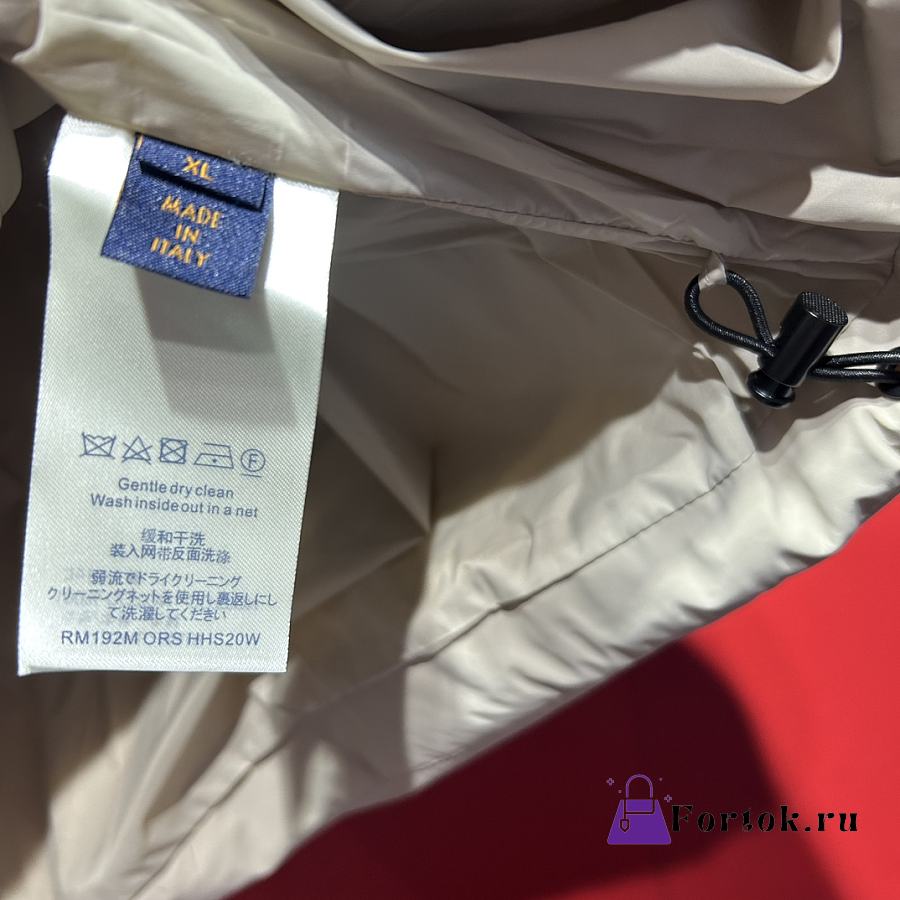 XL
MADE
IN
ITALY
F
Gentle dry clean
Wash inside out in a net
缓和干洗
装入网带反面洗涤
弱流でドライクリーニング
クリーニングネットを使用し裏返しにし
て洗濯してください
RM192M ORS HHS20W
Fortok.ru